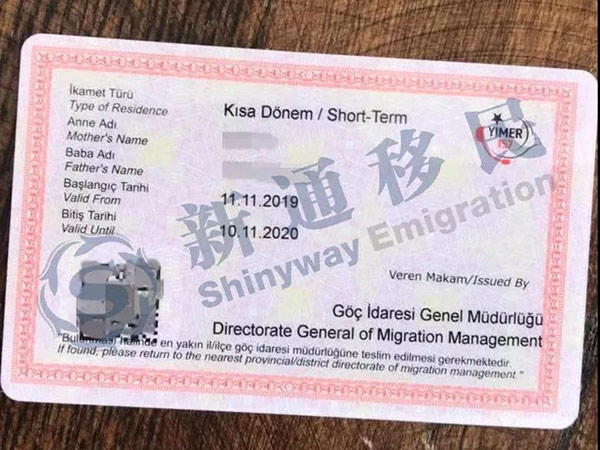 İkamet Türü
Type of Residence
Kısa Dönem / Short-Term
Anne Adı
Mother's Name
Baba Adı
Father's Name
Başlangıç Tarihi
Valid From
11.11.2019
Bitiş Tarihi
Valid Until
10.11.2020
YİMER
157
新通移民
Shinyway Emigration
Veren Makam/Issued By
Göç İdaresi Genel Müdürlüğü
Directorate General of Migration Management
"Bulunması halinde en yakın il/ilçe göç idaresi müdürlüğüne teslim edilmesi gerekmektedir.
If found, please return to the nearest provincial/district directorate of migration management."